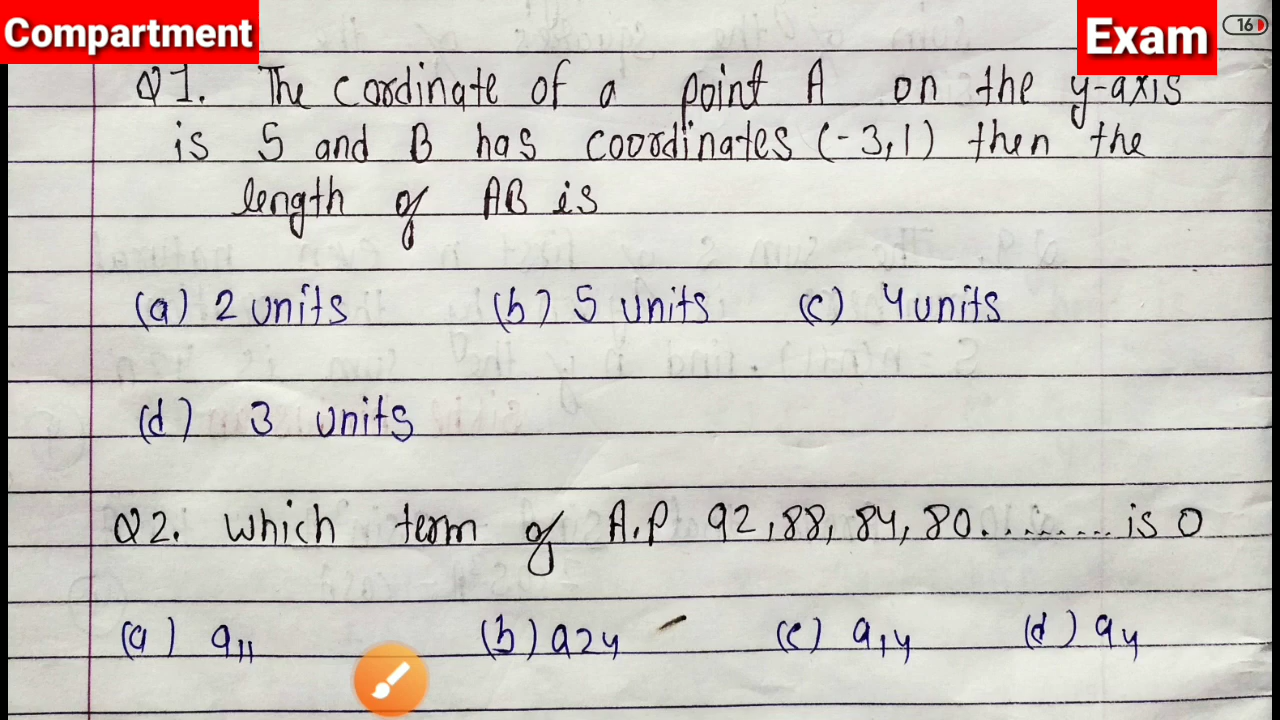 Compartment
Exam
16
Q1. The coordinate of a point A on the y-axis
is 5 and B has coordinates (-3,1) then the
length of AB is
(a) 2 units (b) 5 units (c) 4 units
(d) 3 units
Q2. Which term of A.P 92, 88, 84, 80......... is 0
(a) a11 (b) a24 (c) a14 (d) a4